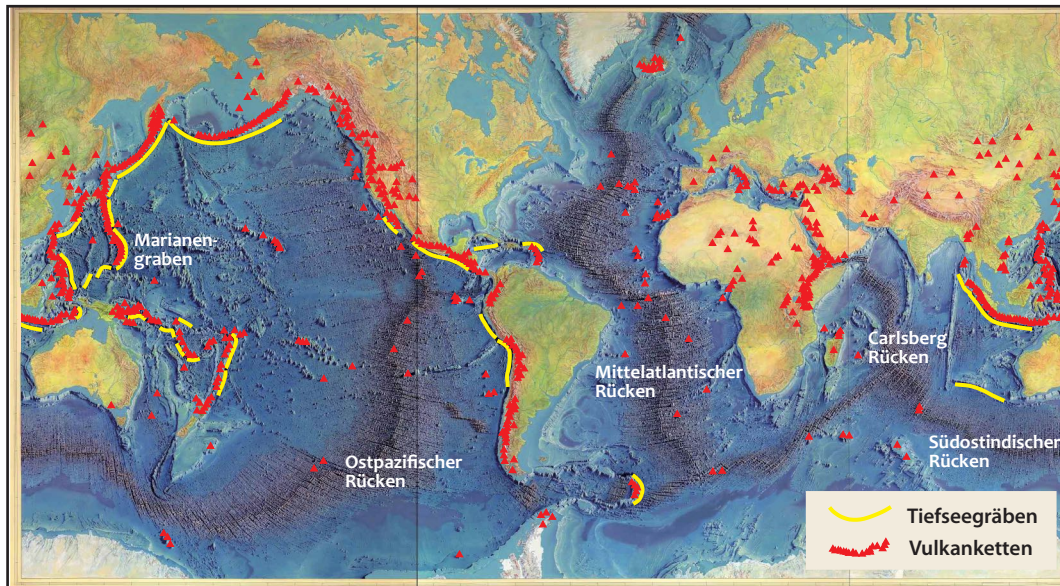 Marianen-
graben
Carlsberg
Rücken
Mittelatlantischer
Rücken
Südostindischer
Rücken
Ostpazifischer
Rücken
Tiefseegräben
Vulkanketten